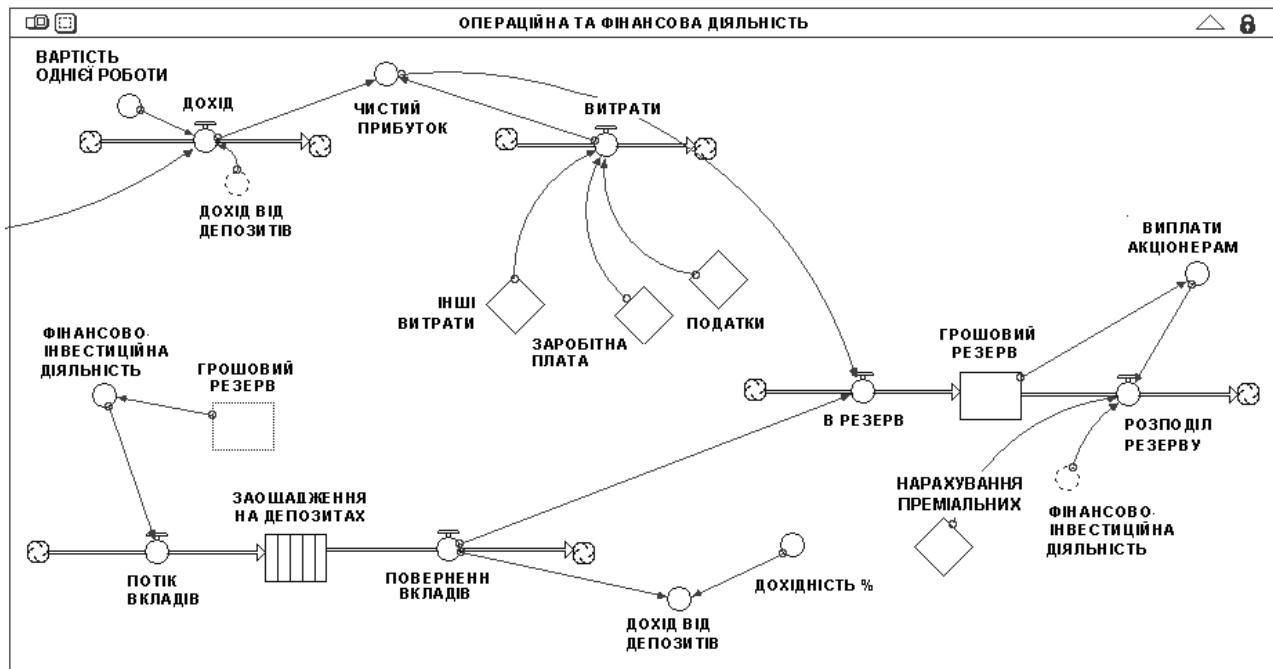 ОПЕРАЦІЙНА ТА ФІНАНСОВА ДІЯЛЬНІСТЬ
ВАРТІСТЬ
ОДНІЄЇ РОБОТИ
ДОХІД
ЧИСТИЙ
ПРИБУТОК
ВИТРАТИ
ДОХІД ВІД
ДЕПОЗИТІВ
ІНШІ
ВИТРАТИ
ЗАРОБІТНА
ПЛАТА
ПОДАТКИ
ВИПЛАТИ
АКЦІОНЕРАМ
ГРОШОВИЙ
РЕЗЕРВ
ФІНАНСОВО-
ІНВЕСТИЦІЙНА
ДІЯЛЬНІСТЬ
ГРОШОВИЙ
РЕЗЕРВ
В РЕЗЕРВ
РОЗПОДІЛ
РЕЗЕРВУ
НАРАХУВАННЯ
ПРЕМІАЛЬНИХ
ФІНАНСОВО-
ІНВЕСТИЦІЙНА
ДІЯЛЬНІСТЬ
ЗАОЩАДЖЕННЯ
НА ДЕПОЗИТАХ
ПОТІК
ВКЛАДІВ
ПОВЕРНЕНН
ВКЛАДІВ
ДОХІДНІСТЬ %
ДОХІД ВІД
ДЕПОЗИТІВ